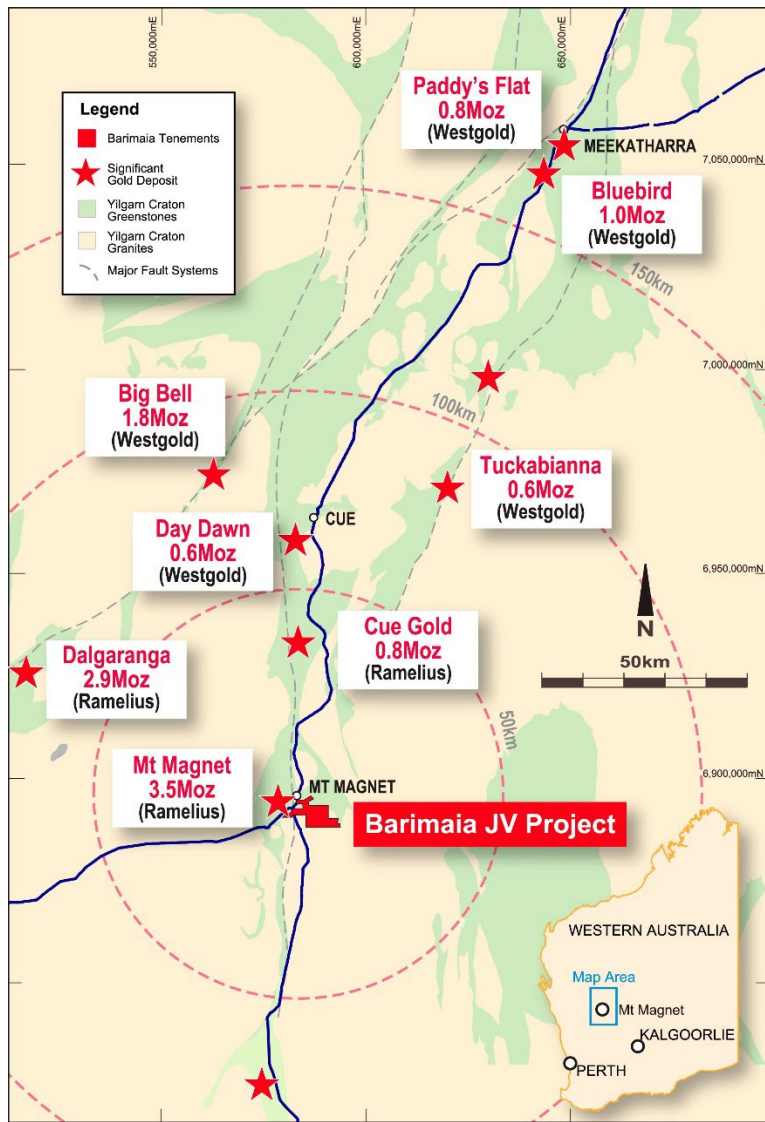 550,000mE
600,000mE
650,000mE
Legend
Barimaia Tenements
Significant
Gold Deposit
Yilgarn Craton
Greenstones
Yilgarn Craton
Granites
Major Fault Systems
Paddy's Flat
0.8Moz
(Westgold)
MEEKATHARRA
7,050,000mN
Bluebird
1.0Moz
(Westgold)
150km
7,000,000mN
Big Bell
1.8Moz
(Westgold)
100km
Tuckabianna
0.6Moz
(Westgold)
CUE
Day Dawn
0.6Moz
(Westgold)
6,950,000mN
Cue Gold
0.8Moz
(Ramelius)
N
50km
Dalgaranga
2.9Moz
(Ramelius)
50km
Mt Magnet
3.5Moz
(Ramelius)
MT MAGNET
6,900,000mN
Barimaia JV Project
WESTERN AUSTRALIA
Map Area
Mt Magnet
KALGOORLIE
PERTH